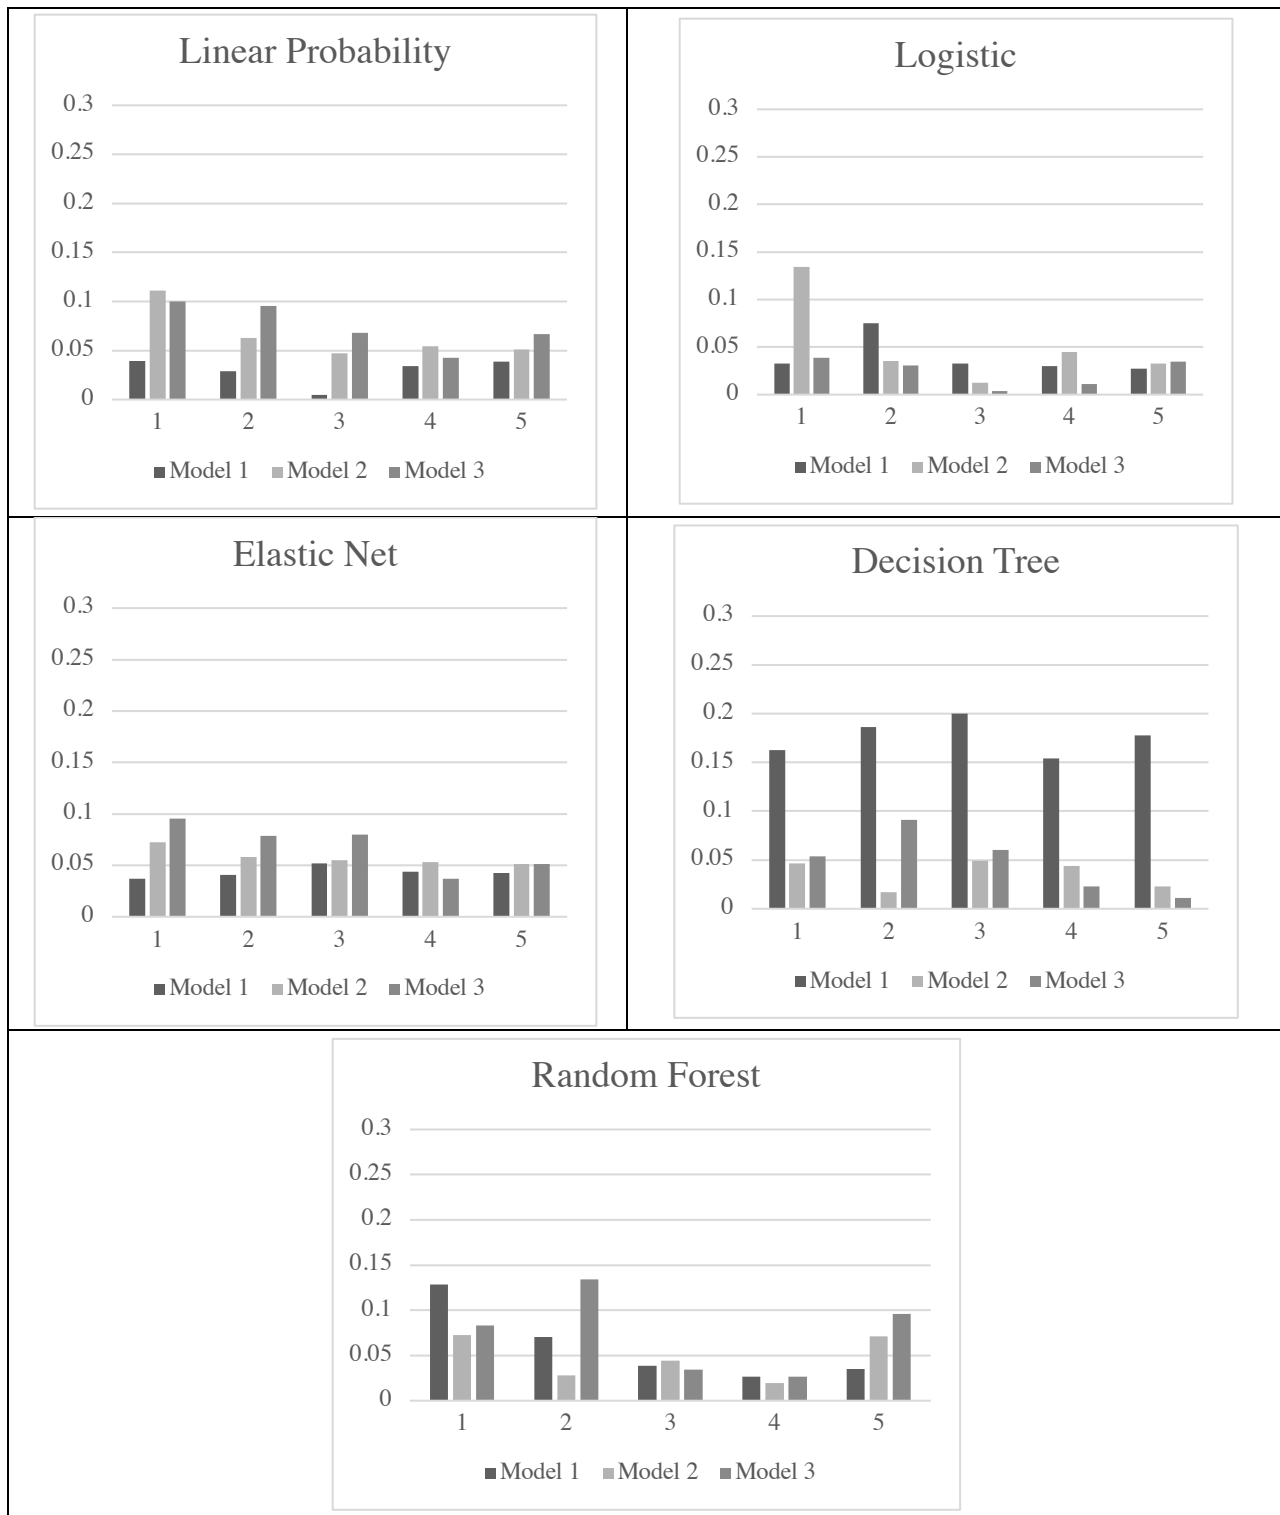 Linear Probability
0.3
0.25
0.2
0.15
0.1
0.05
0
1 2 3 4 5
Model 1 Model 2 Model 3
Logistic
0.3
0.25
0.2
0.15
0.1
0.05
0
1 2 3 4 5
Model 1 Model 2 Model 3
Elastic Net
0.3
0.25
0.2
0.15
0.1
0.05
0
1 2 3 4 5
Model 1 Model 2 Model 3
Decision Tree
0.3
0.25
0.2
0.15
0.1
0.05
0
1 2 3 4 5
Model 1 Model 2 Model 3
Random Forest
0.3
0.25
0.2
0.15
0.1
0.05
0
1 2 3 4 5
Model 1 Model 2 Model 3